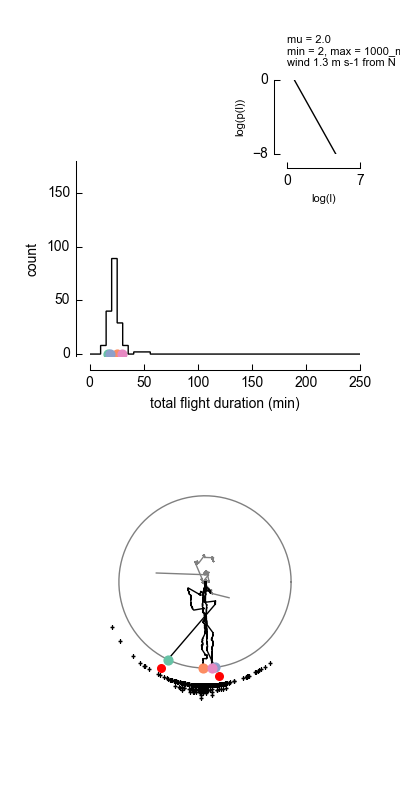 mu = 2.0
min = 2, max = 1000_m
wind 1.3 m s-1 from N
0
log(p(l))
−8
0 7
log(l)
150
100
count
50
0
0 50 100 150 200 250
total flight duration (min)